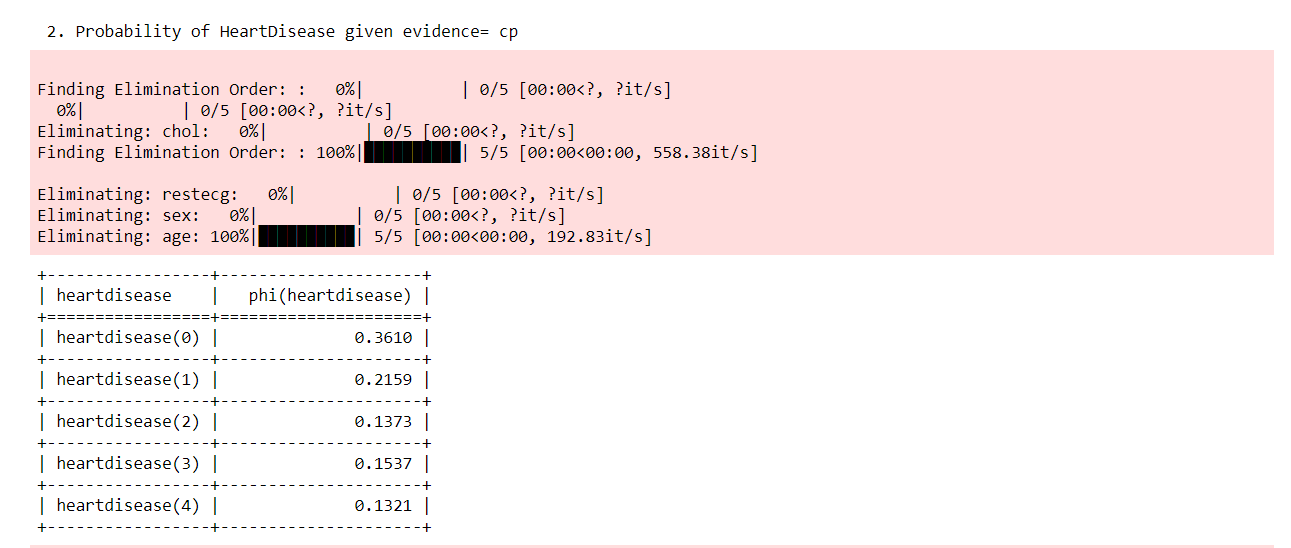 2. Probability of HeartDisease given evidence= cp
Finding Elimination Order: :   0%|          | 0/5 [00:00<?, ?it/s]
  0%|          | 0/5 [00:00<?, ?it/s]
Eliminating: chol:   0%|          | 0/5 [00:00<?, ?it/s]
Finding Elimination Order: : 100%|██████████| 5/5 [00:00<00:00, 558.38it/s]
Eliminating: restecg:   0%|          | 0/5 [00:00<?, ?it/s]
Eliminating: sex:   0%|          | 0/5 [00:00<?, ?it/s]
Eliminating: age: 100%|██████████| 5/5 [00:00<00:00, 192.83it/s]
+-----------------+---------------------+
| heartdisease    |   phi(heartdisease) |
+=================+=====================+
| heartdisease(0) |              0.3610 |
+-----------------+---------------------+
| heartdisease(1) |              0.2159 |
+-----------------+---------------------+
| heartdisease(2) |              0.1373 |
+-----------------+---------------------+
| heartdisease(3) |              0.1537 |
+-----------------+---------------------+
| heartdisease(4) |              0.1321 |
+-----------------+---------------------+